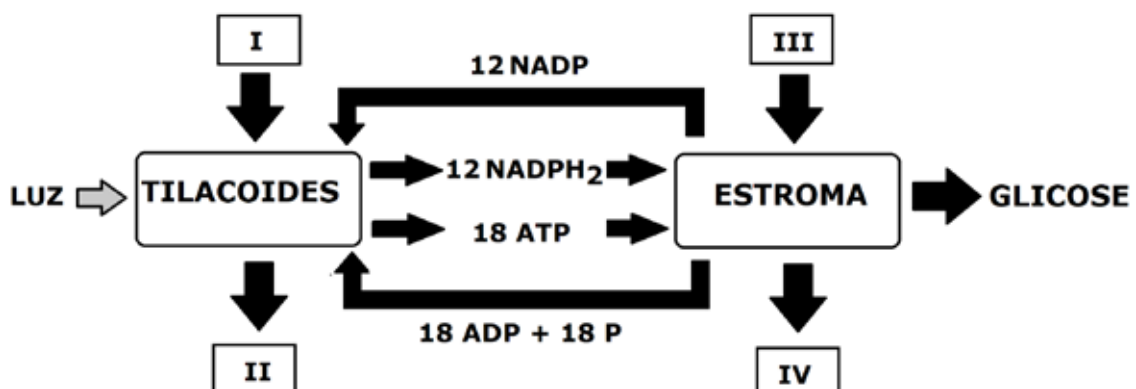 I
III
12 NADP
LUZ
TILACOIDES
12 NADPH₂
18 ATP
ESTROMA
GLICOSE
18 ADP + 18 P
II
IV